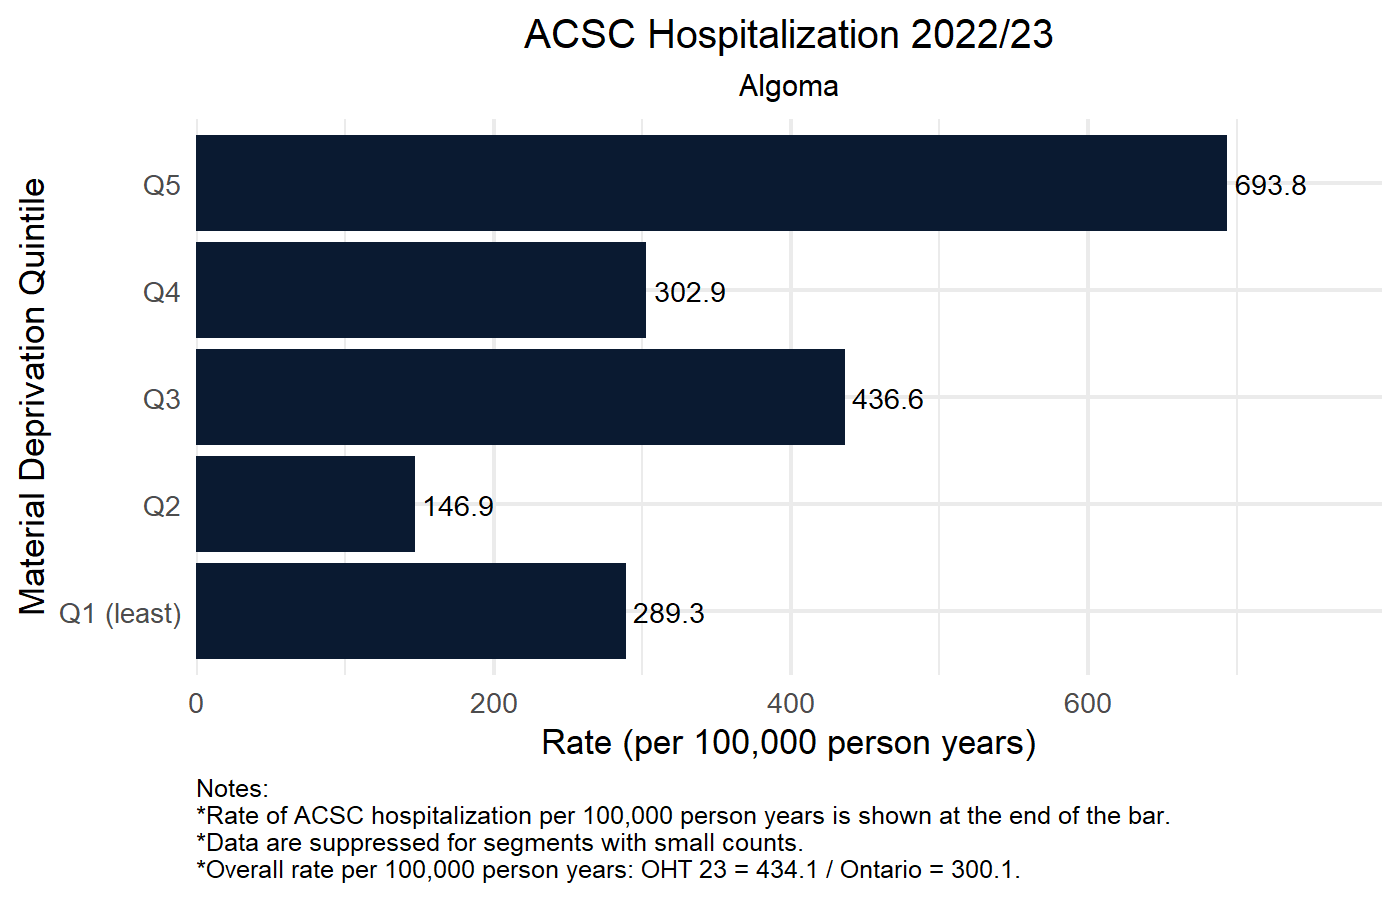 ACSC Hospitalization 2022/23
Algoma
Material Deprivation Quintile
Q5
693.8
Q4
302.9
Q3
436.6
Q2
146.9
Q1 (least)
289.3
0 200 400 600
Rate (per 100,000 person years)
Notes:
*Rate of ACSC hospitalization per 100,000 person years is shown at the end of the bar.
*Data are suppressed for segments with small counts.
*Overall rate per 100,000 person years: OHT 23 = 434.1 / Ontario = 300.1.